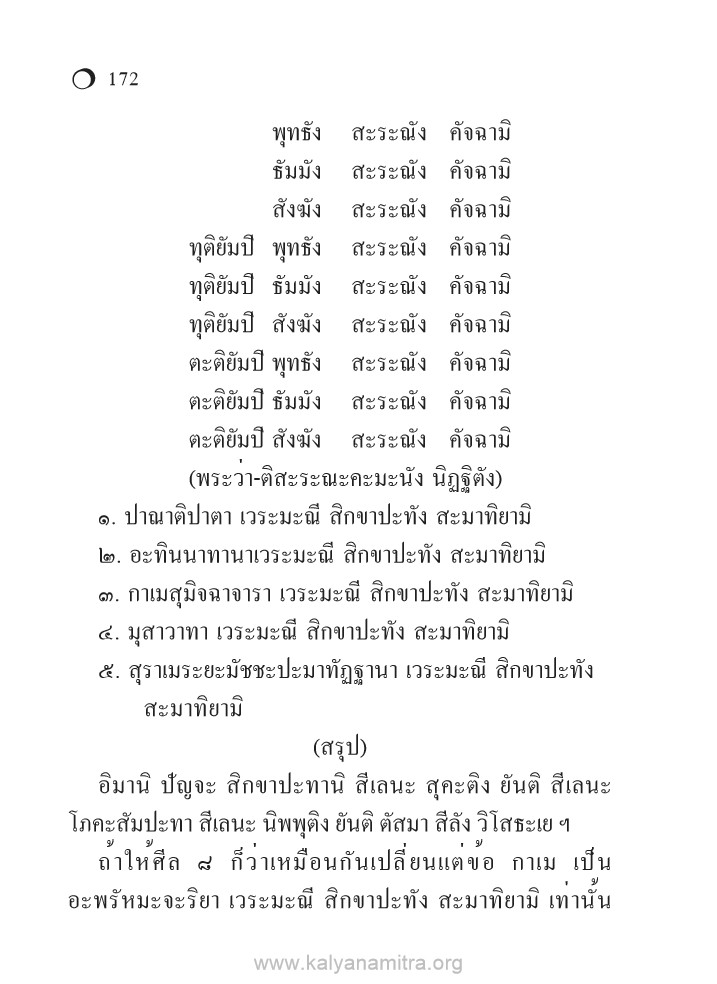 172
พุทธัง สะระณัง คัจฉามิ
ธัมมัง สะระณัง คัจฉามิ
สังฆัง สะระณัง คัจฉามิ
ทุติยัมปี พุทธัง สะระณัง คัจฉามิ
ทุติยัมปี ธัมมัง สะระณัง คัจฉามิ
ทุติยัมปี สังฆัง สะระณัง คัจฉามิ
ตะติยัมปี พุทธัง สะระณัง คัจฉามิ
ตะติยัมปี ธัมมัง สะระณัง คัจฉามิ
ตะติยัมปี สังฆัง สะระณัง คัจฉามิ
(พระว่า-ติสะระณะคะมะนัง นิฏฐิตัง)
๑. ปาณาติปาตา เวระมะณี สิกขาปะทัง สะมาทิยามิ
๒. อะทินนาทานาเวระมะณี สิกขาปะทัง สะมาทิยามิ
๓. กาเมสุมิจฉาจารา เวระมะณี สิกขาปะทัง สะมาทิยามิ
๔. มุสาวาทา เวระมะณี สิกขาปะทัง สะมาทิยามิ
๕. สุราเมระยะมัชชะปะมาทัฏฐานา เวระมะณี สิกขาปะทัง
สะมาทิยามิ
(สรุป)
อิมานิ ปัญจะ สิกขาปะทานิ สีเลนะ สุคะติง ยันติ สีเลนะ
โภคะสัมปะทา สีเลนะ นิพพุติง ยันติ ตัสมา สีลัง วิโสธะเย ฯ
ถ้าให้ศีล ๘ ก็ว่าเหมือนกันเปลี่ยนแต่ข้อ กาเม เป็น
อะพรัหมะจะริยา เวระมะณี สิกขาปะทัง สะมาทิยามิ เท่านั้น
www.kalyanamitra.org